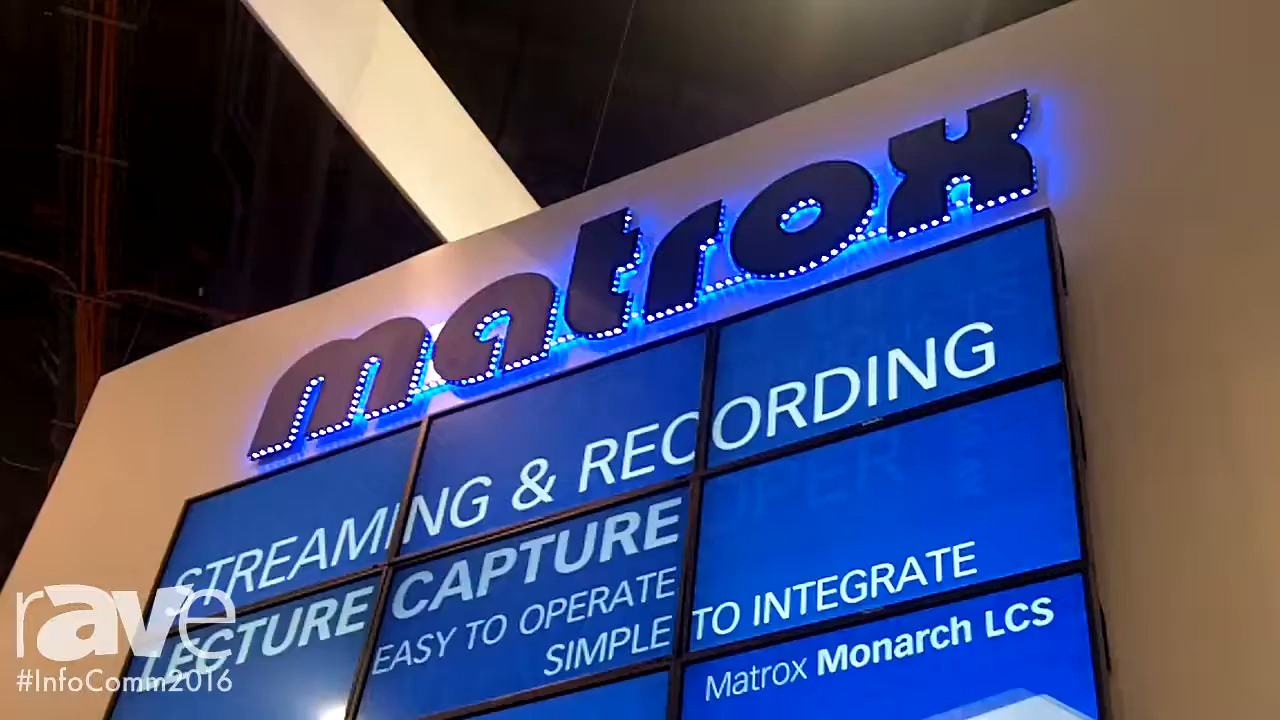 matrox
STREAMING & RECORDING
LECTURE CAPTURE
EASY TO OPERATE
SIMPLE TO INTEGRATE
Matrox Monarch LCS
rave
#InfoComm2016